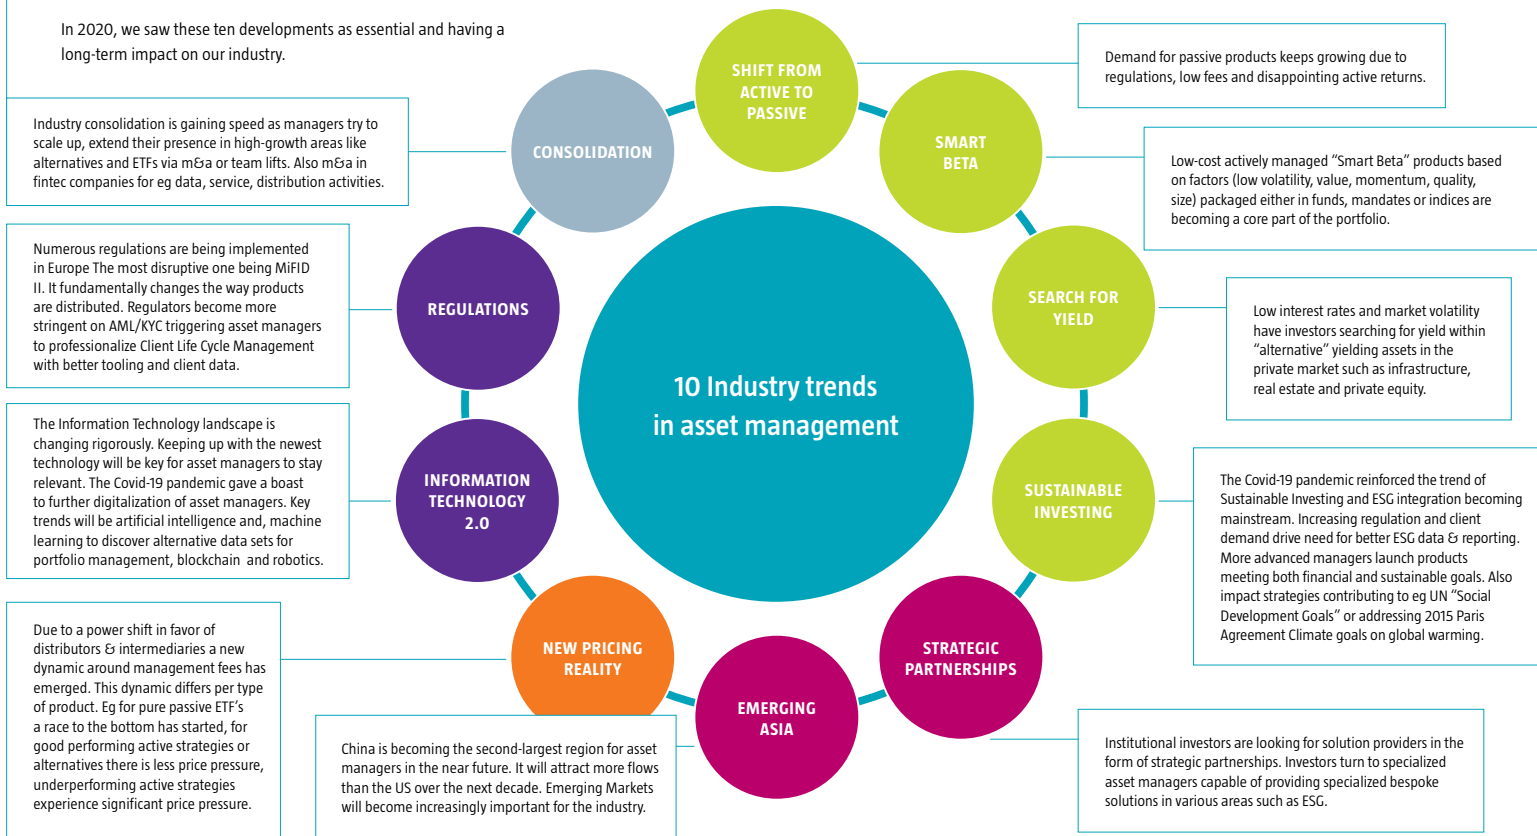 In 2020, we saw these ten developments as essential and having a
long-term impact on our industry.
SHIFT FROM
ACTIVE TO
PASSIVE
Demand for passive products keeps growing due to
regulations, low fees and disappointing active returns.
SMART
BETA
Low-cost actively managed “Smart Beta” products based
on factors (low volatility, value, momentum, quality,
size) packaged either in funds, mandates or indices are
becoming a core part of the portfolio.
SEARCH FOR
YIELD
Low interest rates and market volatility
have investors searching for yield within
“alternative” yielding assets in the
private market such as infrastructure,
real estate and private equity.
SUSTAINABLE
INVESTING
The Covid-19 pandemic reinforced the trend of
Sustainable Investing and ESG integration becoming
mainstream. Increasing regulation and client
demand drive need for better ESG data & reporting.
More advanced managers launch products
meeting both financial and sustainable goals. Also
impact strategies contributing to eg UN “Social
Development Goals” or addressing 2015 Paris
Agreement Climate goals on global warming.
STRATEGIC
PARTNERSHIPS
Institutional investors are looking for solution providers in the
form of strategic partnerships. Investors turn to specialized
asset managers capable of providing specialized bespoke
solutions in various areas such as ESG.
EMERGING
ASIA
China is becoming the second-largest region for asset
managers in the near future. It will attract more flows
than the US over the next decade. Emerging Markets
will become increasingly important for the industry.
NEW PRICING
REALITY
Due to a power shift in favor of
distributors & intermediaries a new
dynamic around management fees has
emerged. This dynamic differs per type
of product. Eg for pure passive ETF’s
a race to the bottom has started, for
good performing active strategies or
alternatives there is less price pressure,
underperforming active strategies
experience significant price pressure.
INFORMATION
TECHNOLOGY
2.0
The Information Technology landscape is
changing rigorously. Keeping up with the newest
technology will be key for asset managers to stay
relevant. The Covid-19 pandemic gave a boast
to further digitalization of asset managers. Key
trends will be artificial intelligence and, machine
learning to discover alternative data sets for
portfolio management, blockchain and robotics.
REGULATIONS
Numerous regulations are being implemented
in Europe The most disruptive one being MiFID
II. It fundamentally changes the way products
are distributed. Regulators become more
stringent on AML/KYC triggering asset managers
to professionalize Client Life Cycle Management
with better tooling and client data.
CONSOLIDATION
Industry consolidation is gaining speed as managers try to
scale up, extend their presence in high-growth areas like
alternatives and ETFs via m&a or team lifts. Also m&a in
fintec companies for eg data, service, distribution activities.
10 Industry trends
in asset management